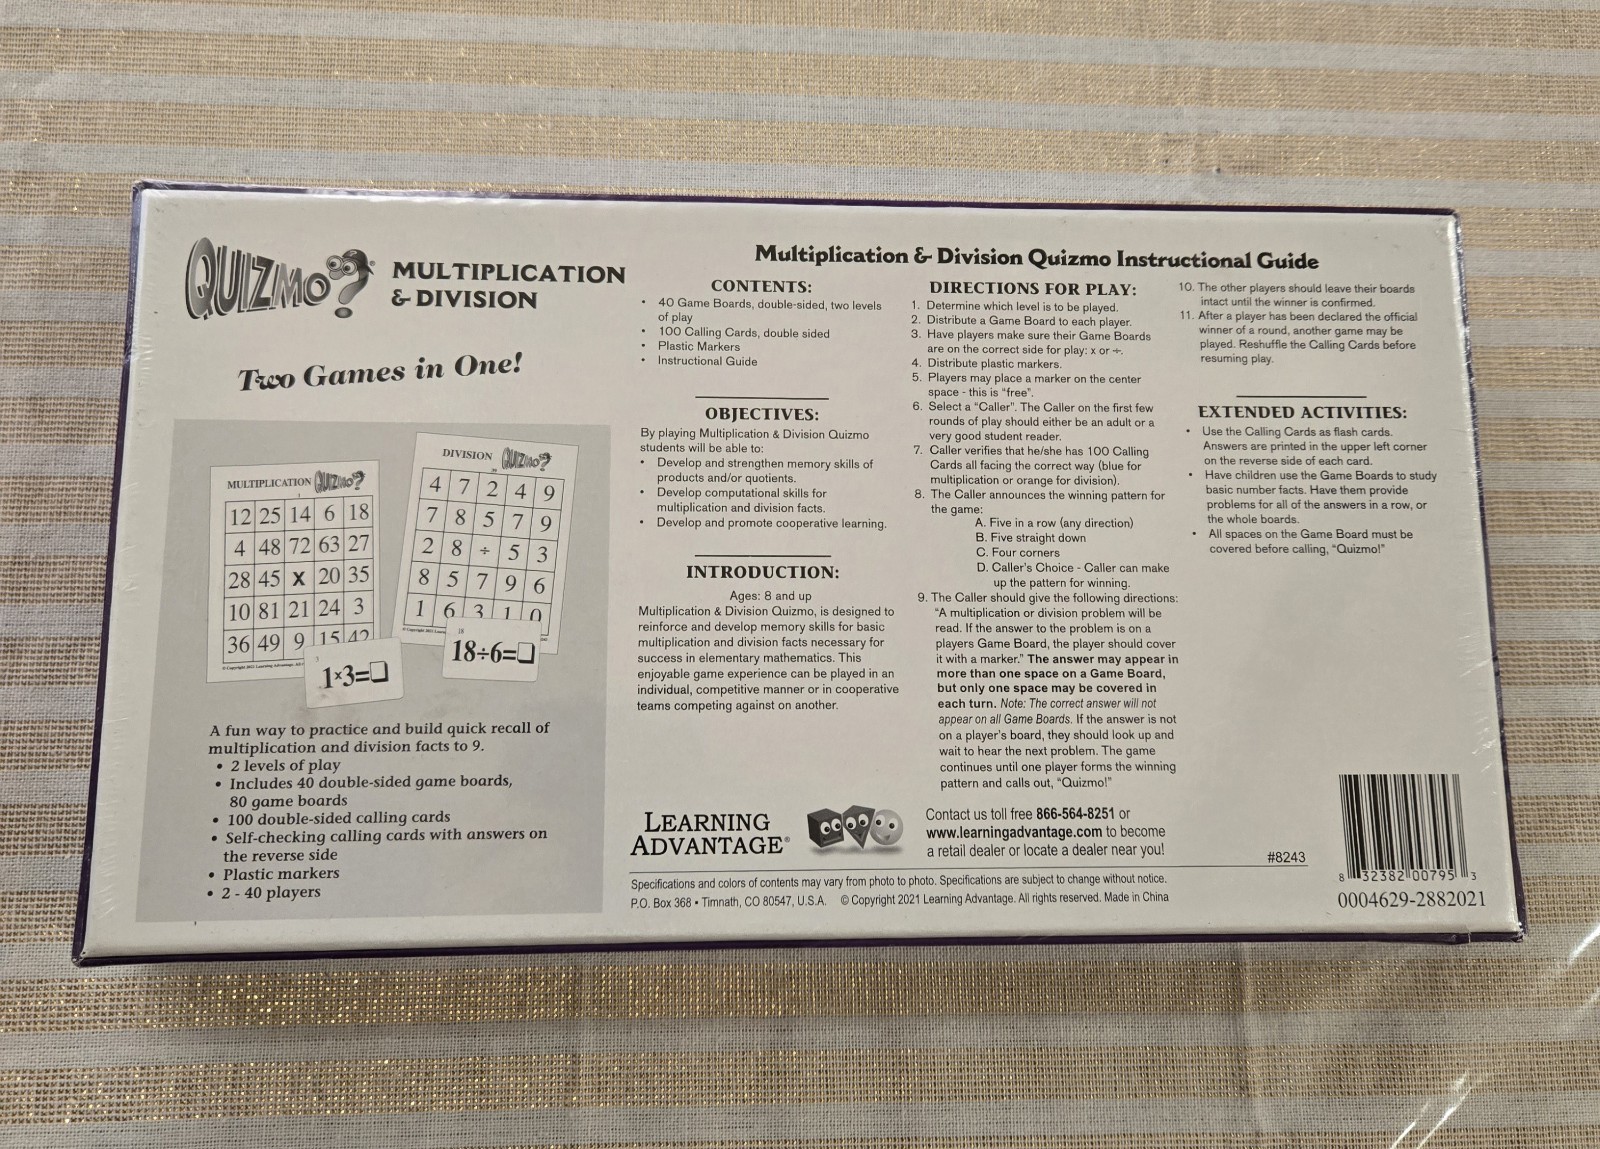 QUIZMO?®
MULTIPLICATION
& DIVISION
Two Games in One!
MULTIPLICATION QUIZMO?
12 25 14 6 18
4 48 72 63 27
28 45 X 20 35
10 81 21 24 3
36 49 9 15 42
DIVISION QUIZMO?
4 7 2 4 9
7 8 5 7 9
2 8 ÷ 5 3
8 5 7 9 6
1 6 3 1 0
3
1×3=❏
18
18÷6=❏
A fun way to practice and build quick recall of
multiplication and division facts to 9.
• 2 levels of play
• Includes 40 double-sided game boards,
80 game boards
• 100 double-sided calling cards
• Self-checking calling cards with answers on
the reverse side
• Plastic markers
• 2 - 40 players
Multiplication & Division Quizmo Instructional Guide
CONTENTS:
• 40 Game Boards, double-sided, two levels
of play
• 100 Calling Cards, double sided
• Plastic Markers
• Instructional Guide
OBJECTIVES:
By playing Multiplication & Division Quizmo
students will be able to:
• Develop and strengthen memory skills of
products and/or quotients.
• Develop computational skills for
multiplication and division facts.
• Develop and promote cooperative learning.
INTRODUCTION:
Ages: 8 and up
Multiplication & Division Quizmo, is designed to
reinforce and develop memory skills for basic
multiplication and division facts necessary for
success in elementary mathematics. This
enjoyable game experience can be played in an
individual, competitive manner or in cooperative
teams competing against on another.
DIRECTIONS FOR PLAY:
1. Determine which level is to be played.
2. Distribute a Game Board to each player.
3. Have players make sure their Game Boards
are on the correct side for play: x or ÷.
4. Distribute plastic markers.
5. Players may place a marker on the center
space - this is "free".
6. Select a "Caller". The Caller on the first few
rounds of play should either be an adult or a
very good student reader.
7. Caller verifies that he/she has 100 Calling
Cards all facing the correct way (blue for
multiplication or orange for division).
8. The Caller announces the winning pattern for
the game:
A. Five in a row (any direction)
B. Five straight down
C. Four corners
D. Caller's Choice - Caller can make
up the pattern for winning.
9. The Caller should give the following directions:
"A multiplication or division problem will be
read. If the answer to the problem is on a
players Game Board, the player should cover
it with a marker." The answer may appear in
more than one space on a Game Board,
but only one space may be covered in
each turn. Note: The correct answer will not
appear on all Game Boards. If the answer is not
on a player's board, they should look up and
wait to hear the next problem. The game
continues until one player forms the winning
pattern and calls out, "Quizmo!"
10. The other players should leave their boards
intact until the winner is confirmed.
11. After a player has been declared the official
winner of a round, another game may be
played. Reshuffle the Calling Cards before
resuming play.
EXTENDED ACTIVITIES:
• Use the Calling Cards as flash cards.
Answers are printed in the upper left corner
on the reverse side of each card.
• Have children use the Game Boards to study
basic number facts. Have them provide
problems for all of the answers in a row, or
the whole boards.
• All spaces on the Game Board must be
covered before calling, "Quizmo!"
LEARNING
ADVANTAGE®
Contact us toll free 866-564-8251 or
www.learningadvantage.com to become
a retail dealer or locate a dealer near you!
#8243
Specifications and colors of contents may vary from photo to photo. Specifications are subject to change without notice.
P.O. Box 368 • Timnath, CO 80547, U.S.A. © Copyright 2021 Learning Advantage. All rights reserved. Made in China
8 32382 00795 3
0004629-2882021